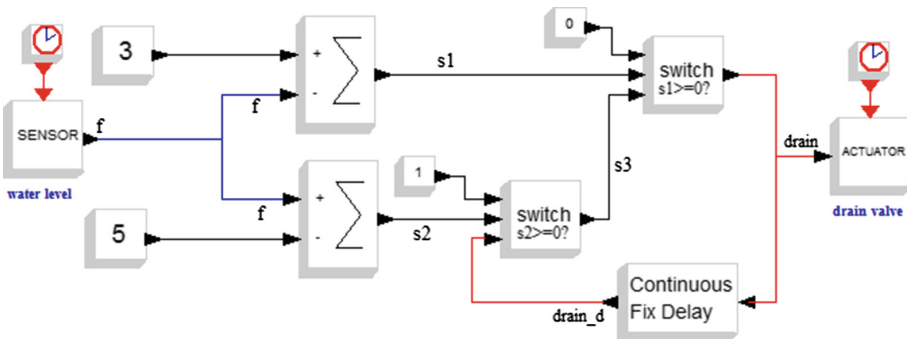 3
+
-
s1
0
switch
s1>=0?
SENSOR
f
f
water level
drain
ACTUATOR
drain valve
s3
1
+
-
f
s2
switch
s2>=0?
5
drain_d
Continuous
Fix Delay